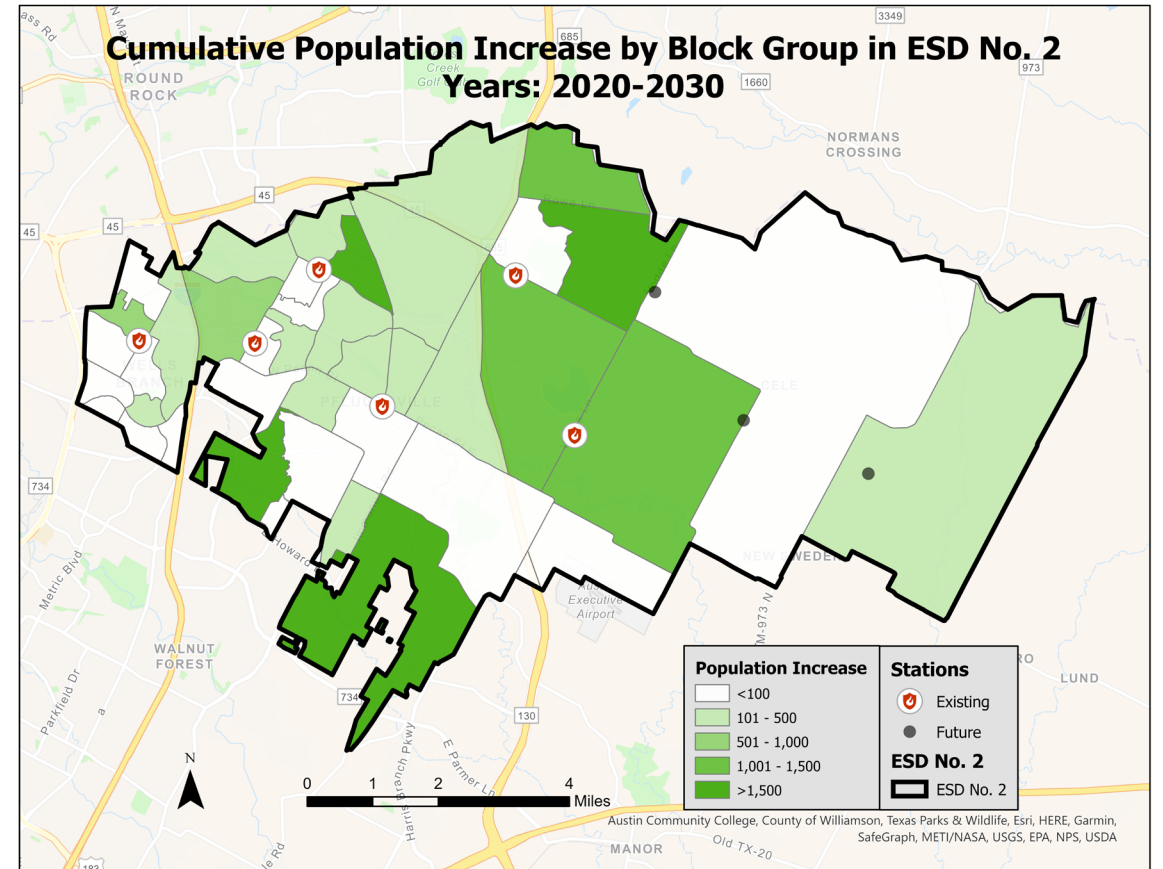 Cumulative Population Increase by Block Group in ESD No. 2
Years: 2020-2030
3349
685
973
1660
ROUND
ROCK
Creek
NORMANS
CROSSING
45
45
45
CELE
734
Metric Blvd
WALNUT
FOREST
Parkfield Dr
a
Executive
Airport
LUND
734
130
E Parmer Ln
Harris Branch Pkwy
N
0 1 2 4
Miles
Population Increase
<100
101 - 500
501 - 1,000
1,001 - 1,500
>1,500
Stations
Existing
Future
ESD No. 2
ESD No. 2
Austin Community College, County of Williamson, Texas Parks & Wildlife, Esri, HERE, Garmin,
SafeGraph, METI/NASA, USGS, EPA, NPS, USDA
Old TX-20
MANOR
183